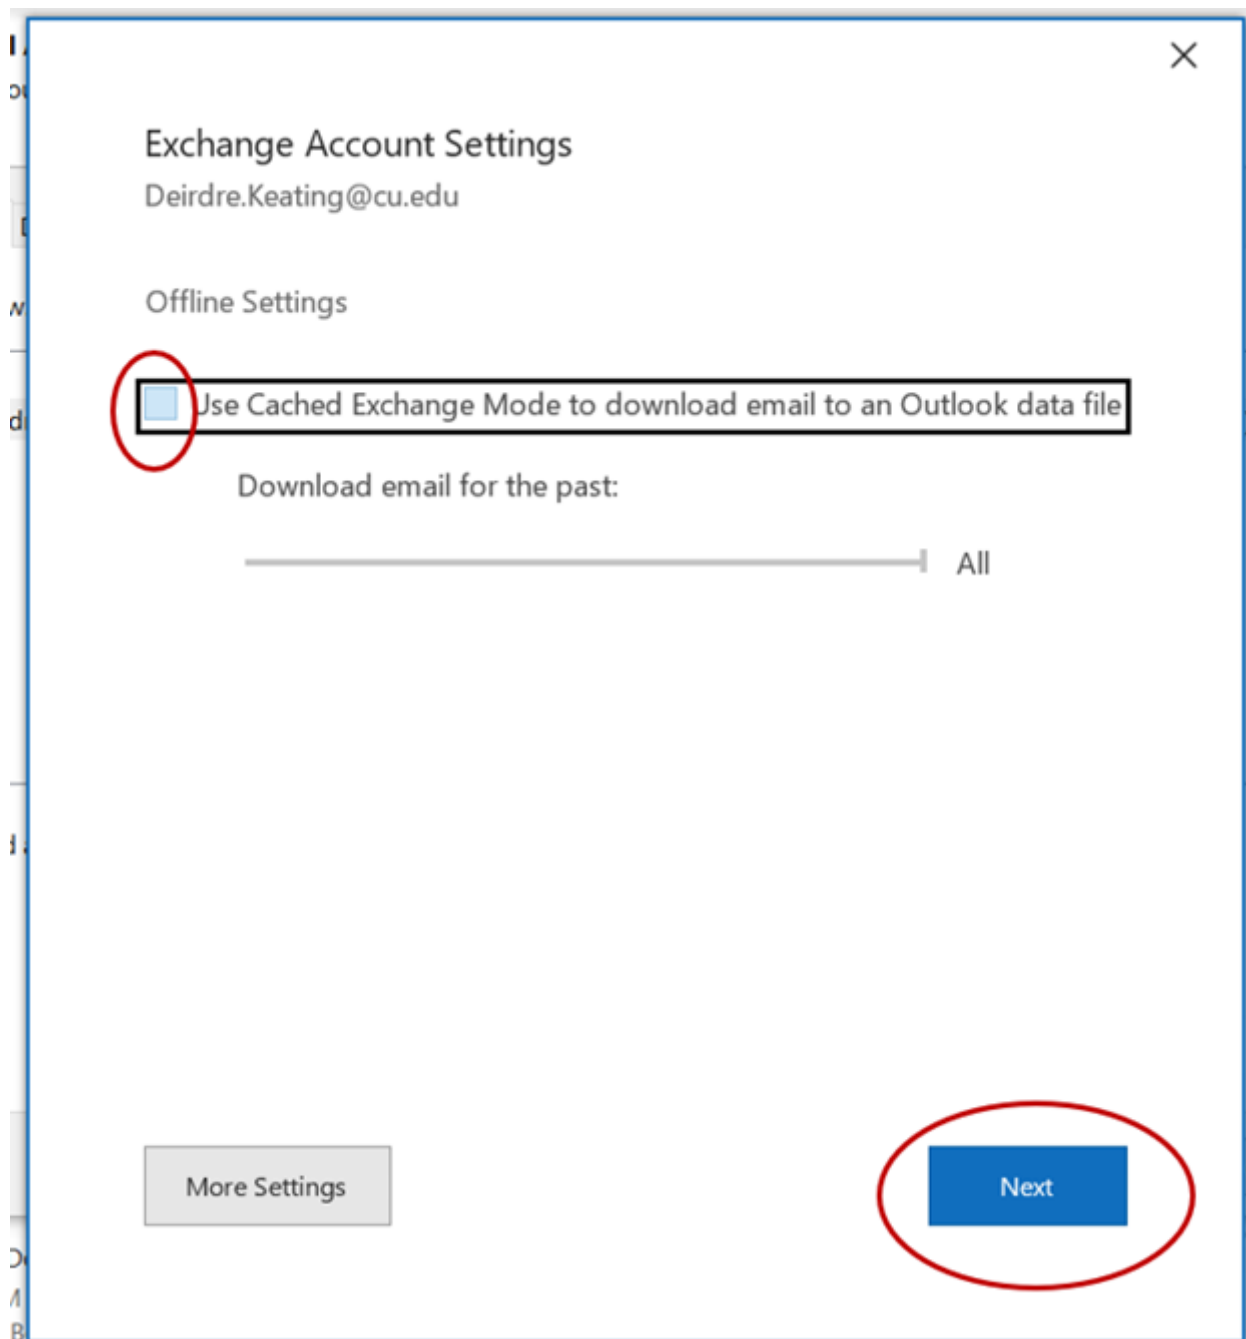 Exchange Account Settings
Deirdre.Keating@cu.edu
Offline Settings
Use Cached Exchange Mode to download email to an Outlook data file
Download email for the past:
All
More Settings
Next